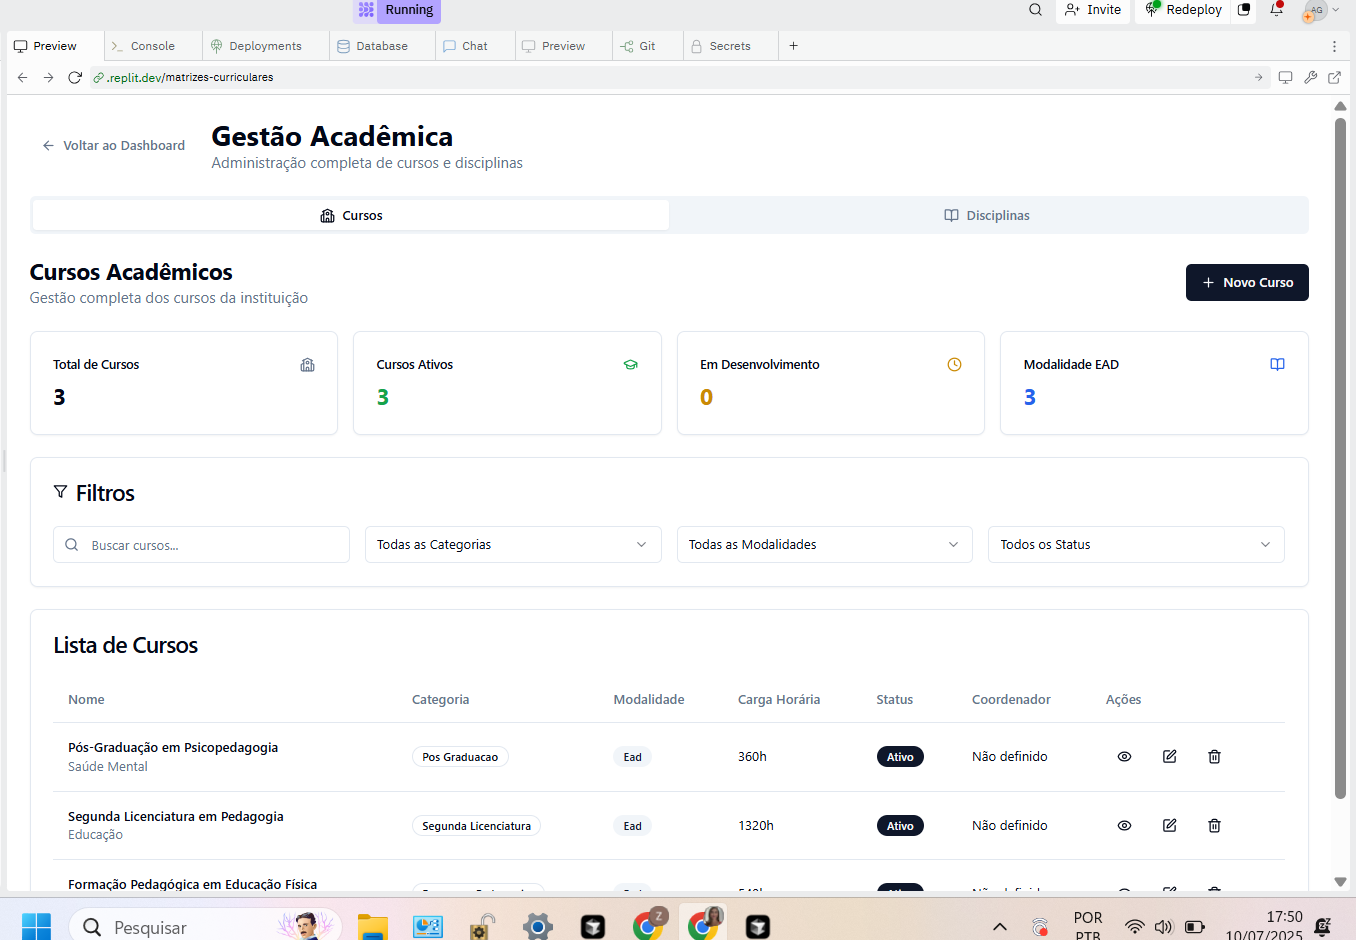 Running
Invite
Redeploy
AG
Preview
Console
Deployments
Database
Chat
Preview
Git
Secrets
.replit.dev/matrizes-curriculares
Voltar ao Dashboard
Gestão Acadêmica
Administração completa de cursos e disciplinas
Cursos
Disciplinas
Cursos Acadêmicos
Gestão completa dos cursos da instituição
+ Novo Curso
Total de Cursos
3
Cursos Ativos
3
Em Desenvolvimento
0
Modalidade EAD
3
Filtros
Buscar cursos...
Todas as Categorias
Todas as Modalidades
Todos os Status
Lista de Cursos
Nome Categoria Modalidade Carga Horária Status Coordenador Ações
Pós-Graduação em Psicopedagogia
Saúde Mental
Pos Graduacao Ead 360h Ativo Não definido
Segunda Licenciatura em Pedagogia
Educação
Segunda Licenciatura Ead 1320h Ativo Não definido
Formação Pedagógica em Educação Física
Pesquisar
Z
POR
PTB
17:50
10/07/2025